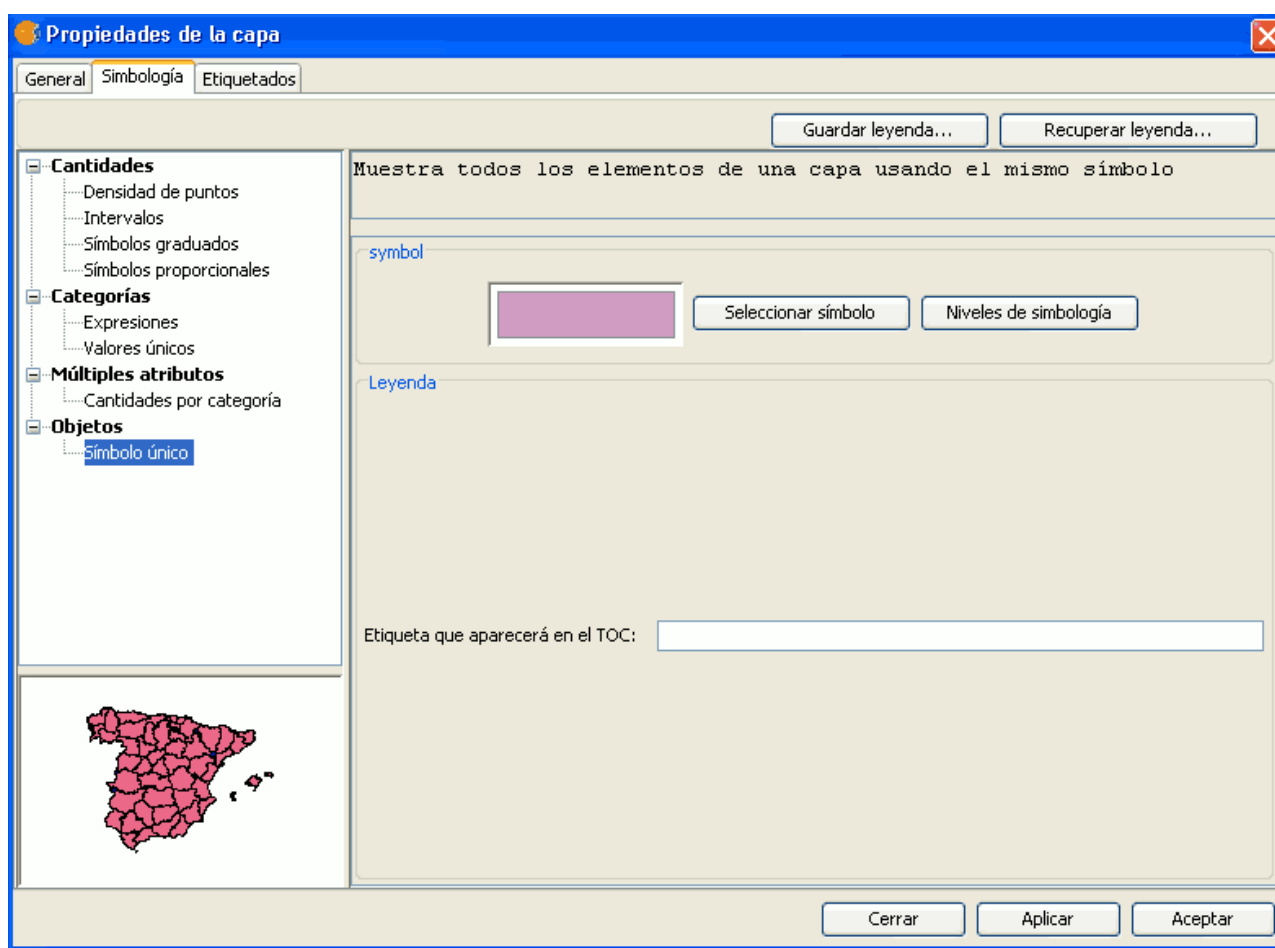 Propiedades de la capa
General Simbología Etiquetados
Guardar leyenda... Recuperar leyenda...
Cantidades
Densidad de puntos
Intervalos
Símbolos graduados
Símbolos proporcionales
Categorías
Expresiones
Valores únicos
Múltiples atributos
Cantidades por categoría
Objetos
Símbolo único
Muestra todos los elementos de una capa usando el mismo símbolo
symbol
Seleccionar símbolo Niveles de simbología
Leyenda
Etiqueta que aparecerá en el TOC:
Cerrar Aplicar Aceptar